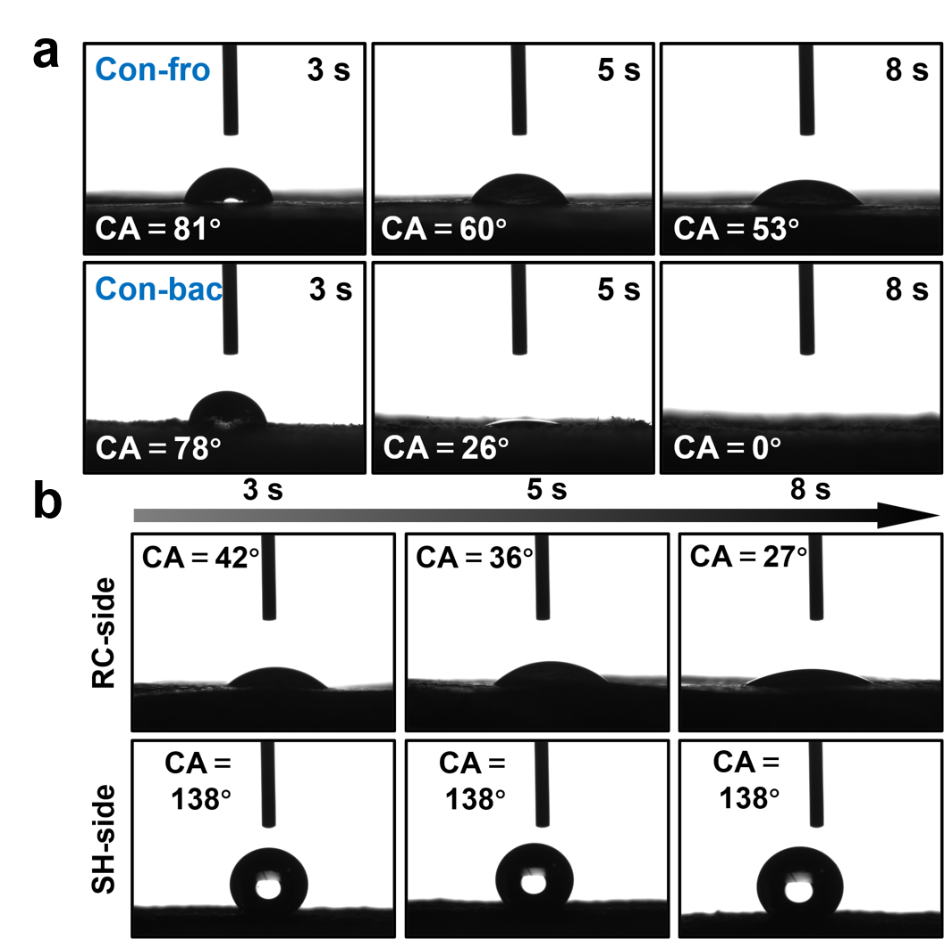 a
Con-fro 3 s
5 s
8 s
CA = 81°
CA = 60°
CA = 53°
Con-bac 3 s
5 s
8 s
CA = 78°
CA = 26°
CA = 0°
b
3 s
5 s
8 s
RC-side
CA = 42°
CA = 36°
CA = 27°
SH-side
CA =
138°
CA =
138°
CA =
138°